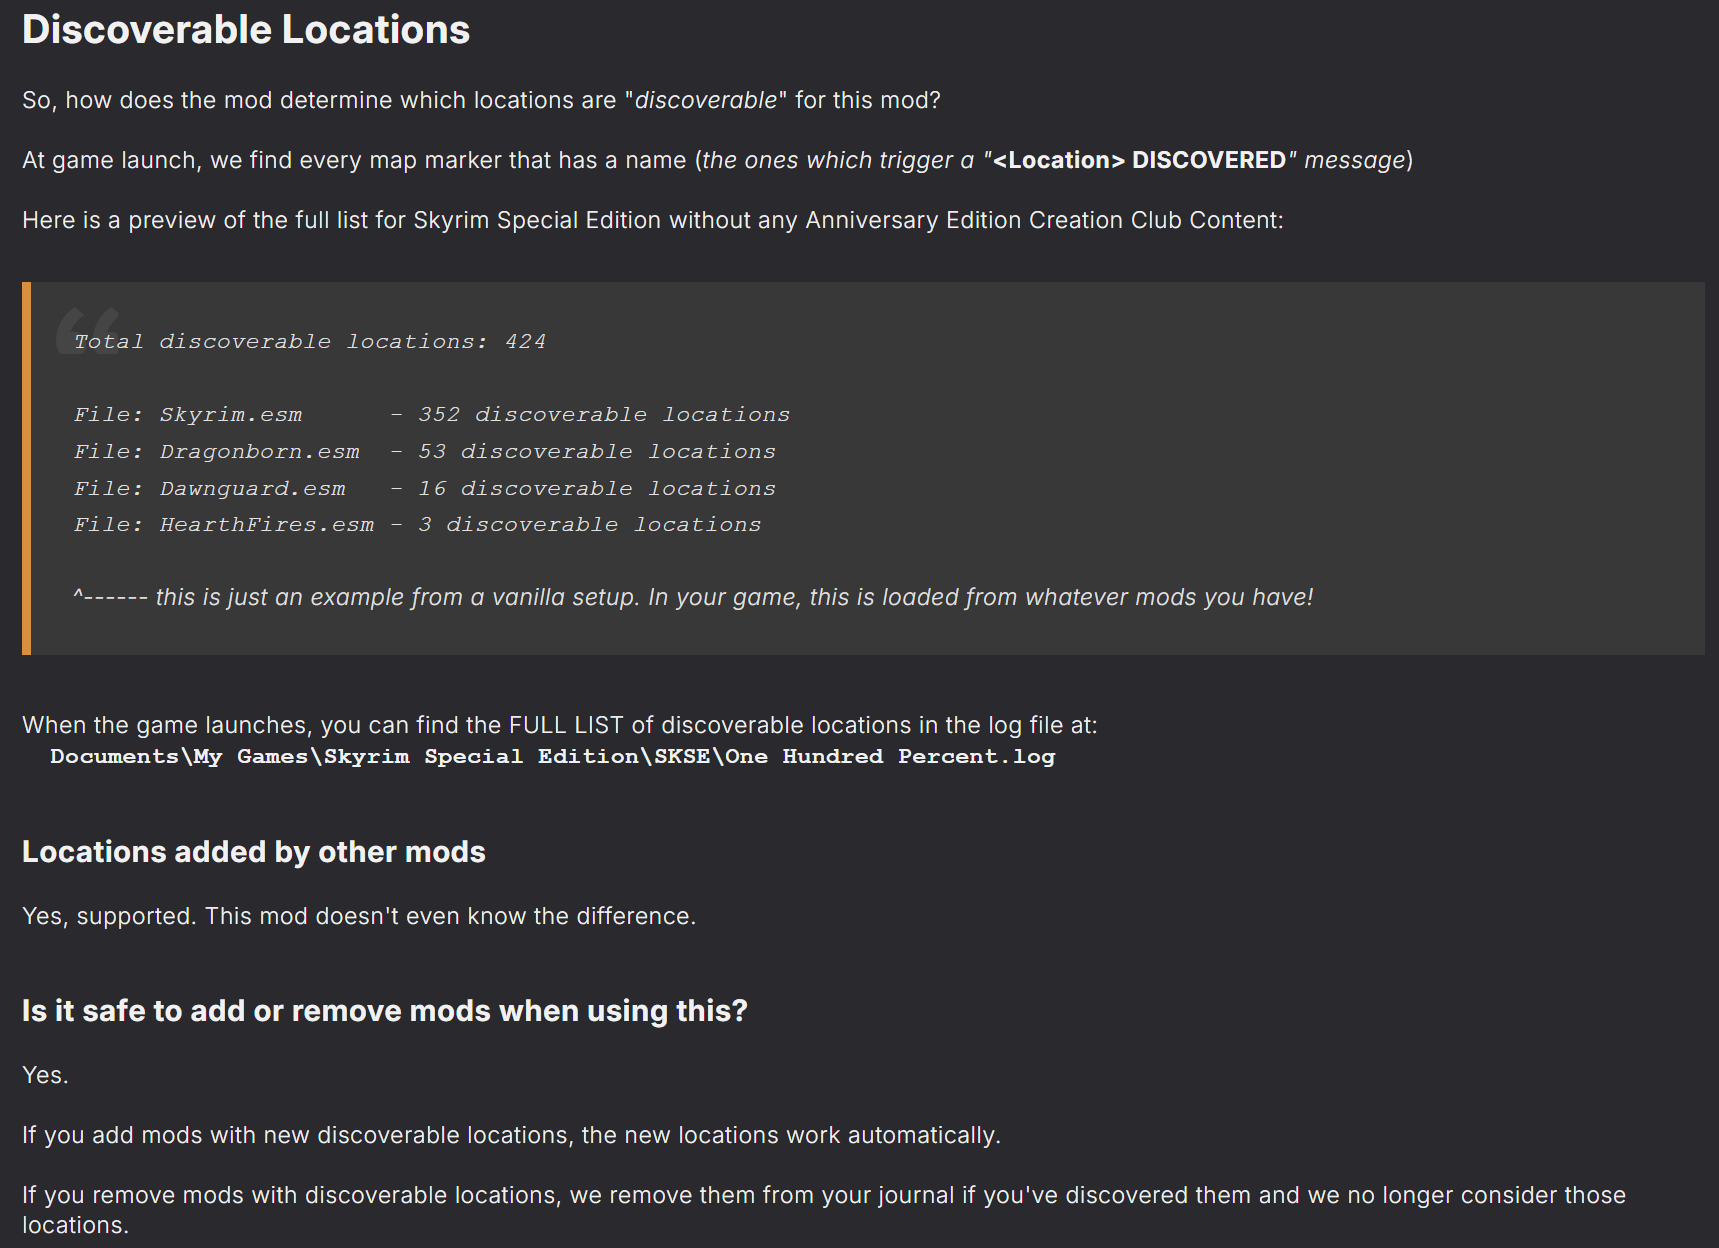 Discoverable Locations
So, how does the mod determine which locations are "discoverable" for this mod?
At game launch, we find every map marker that has a name (the ones which trigger a "<Location> DISCOVERED" message)
Here is a preview of the full list for Skyrim Special Edition without any Anniversary Edition Creation Club Content:
Total discoverable locations: 424
File: Skyrim.esm      - 352 discoverable locations
File: Dragonborn.esm  - 53 discoverable locations
File: Dawnguard.esm   - 16 discoverable locations
File: HearthFires.esm - 3 discoverable locations
^------ this is just an example from a vanilla setup. In your game, this is loaded from whatever mods you have!
When the game launches, you can find the FULL LIST of discoverable locations in the log file at:
Documents\My Games\Skyrim Special Edition\SKSE\One Hundred Percent.log
Locations added by other mods
Yes, supported. This mod doesn't even know the difference.
Is it safe to add or remove mods when using this?
Yes.
If you add mods with new discoverable locations, the new locations work automatically.
If you remove mods with discoverable locations, we remove them from your journal if you've discovered them and we no longer consider those
locations.